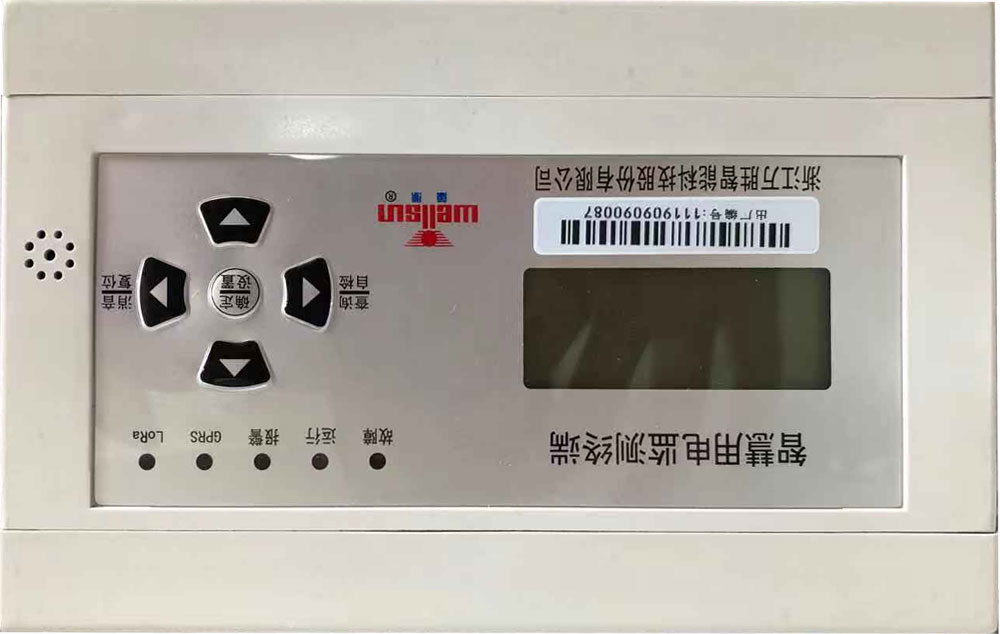 智慧用电监测终端
故障 运行 报警 GPRS LoRa
查询
自检
确定
设置
消音
复位
出厂编号:111909090087
浙江万胜智能科技股份有限公司
wellsun
®